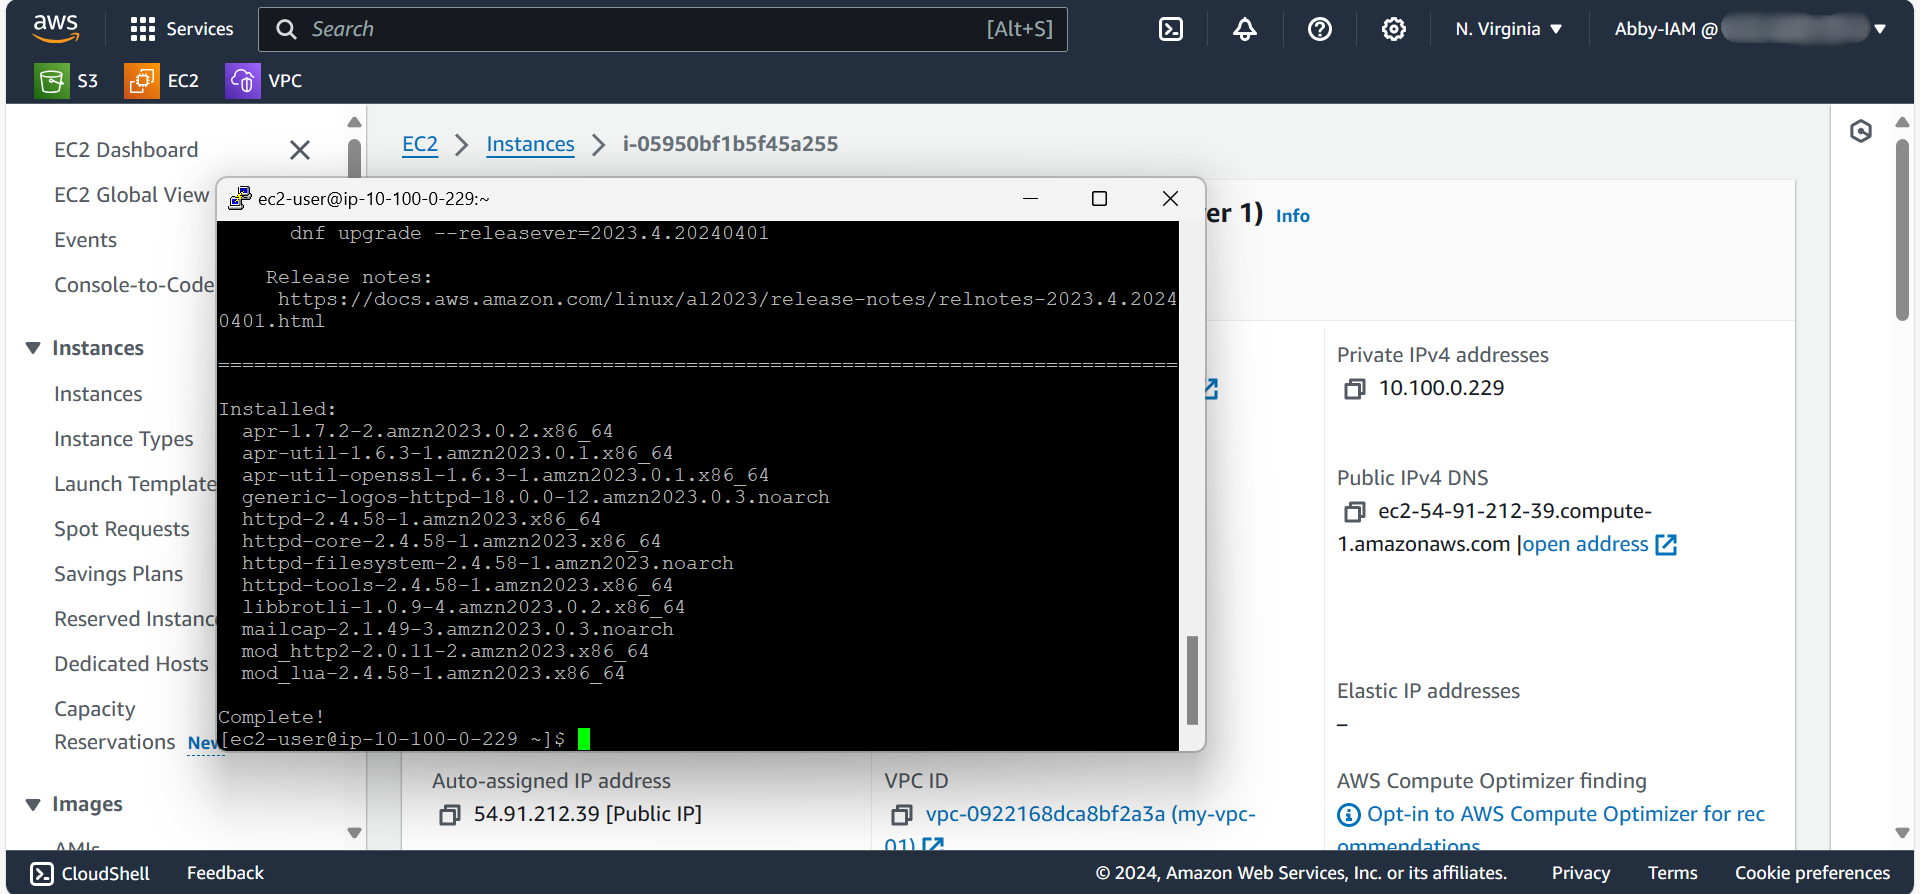 aws
Services
Search
[Alt+S]
N. Virginia
Abby-IAM @
S3
EC2
VPC
EC2 Dashboard
EC2 Global View
Events
Console-to-Code
Instances
Instances
Instance Types
Launch Template
Spot Requests
Savings Plans
Reserved Instanc
Dedicated Hosts
Capacity
Reservations New
Images
AMIs
EC2 > Instances > i-05950bf1b5f45a255
er 1) Info
ec2-user@ip-10-100-0-229:~
dnf upgrade --releasever=2023.4.20240401
Release notes:
https://docs.aws.amazon.com/linux/al2023/release-notes/relnotes-2023.4.2024
0401.html
================================================================================
Installed:
apr-1.7.2-2.amzn2023.0.2.x86_64
apr-util-1.6.3-1.amzn2023.0.1.x86_64
apr-util-openssl-1.6.3-1.amzn2023.0.1.x86_64
generic-logos-httpd-18.0.0-12.amzn2023.0.3.noarch
httpd-2.4.58-1.amzn2023.x86_64
httpd-core-2.4.58-1.amzn2023.x86_64
httpd-filesystem-2.4.58-1.amzn2023.noarch
httpd-tools-2.4.58-1.amzn2023.x86_64
libbrotli-1.0.9-4.amzn2023.0.2.x86_64
mailcap-2.1.49-3.amzn2023.0.3.noarch
mod_http2-2.0.11-2.amzn2023.x86_64
mod_lua-2.4.58-1.amzn2023.x86_64
Complete!
[ec2-user@ip-10-100-0-229 ~]$
Private IPv4 addresses
10.100.0.229
Public IPv4 DNS
ec2-54-91-212-39.compute-
1.amazonaws.com |open address
Elastic IP addresses
–
Auto-assigned IP address
54.91.212.39 [Public IP]
VPC ID
vpc-0922168dca8bf2a3a (my-vpc-
01)
AWS Compute Optimizer finding
Opt-in to AWS Compute Optimizer for rec
ommendations
CloudShell
Feedback
© 2024, Amazon Web Services, Inc. or its affiliates.
Privacy
Terms
Cookie preferences